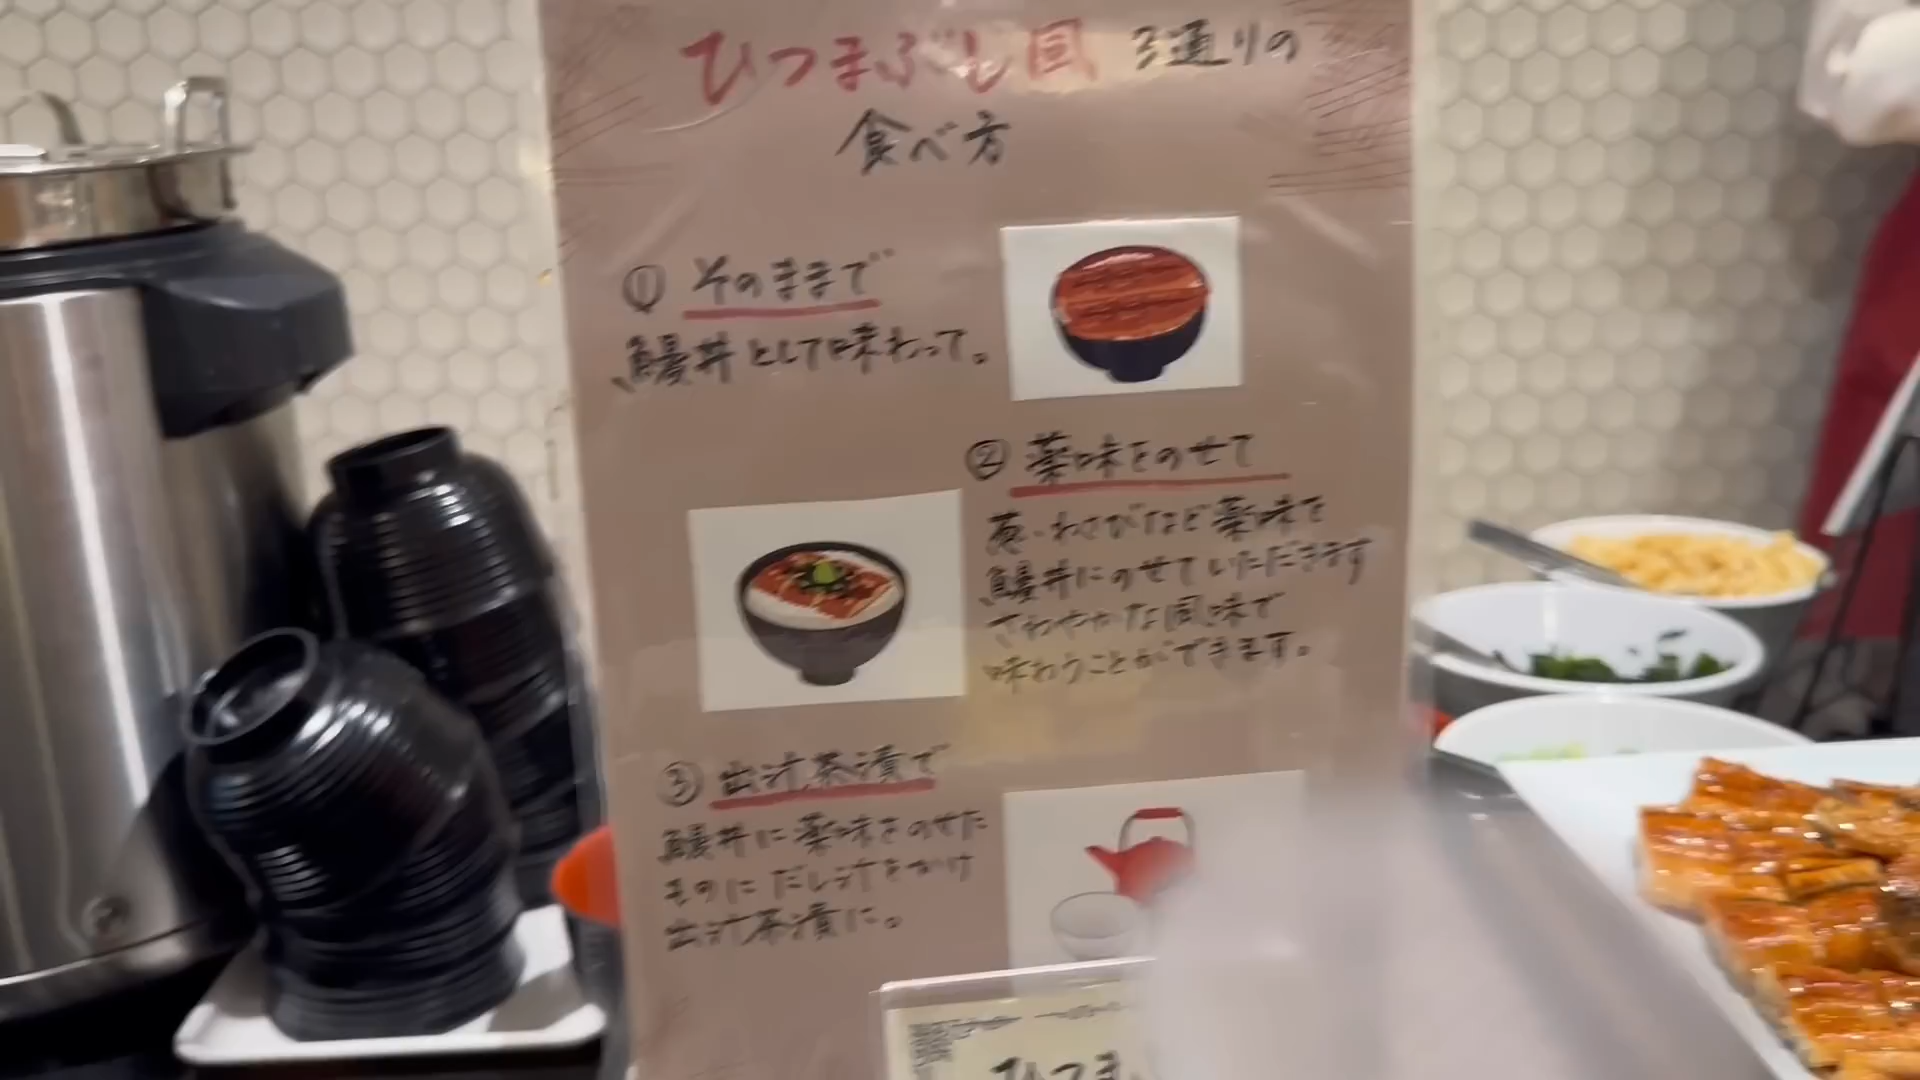 ひつまぶし風 3通りの
食べ方
① そのままで
鰻丼として味わって。
② 薬味をのせて
葱・わさびなど薬味を
鰻丼にのせていただきます
さわやかな風味で
味わうことができます。
③ 出汁茶漬で
鰻丼に薬味をのせた
ものにだし汁をかけ
出汁茶漬に。
ひつま